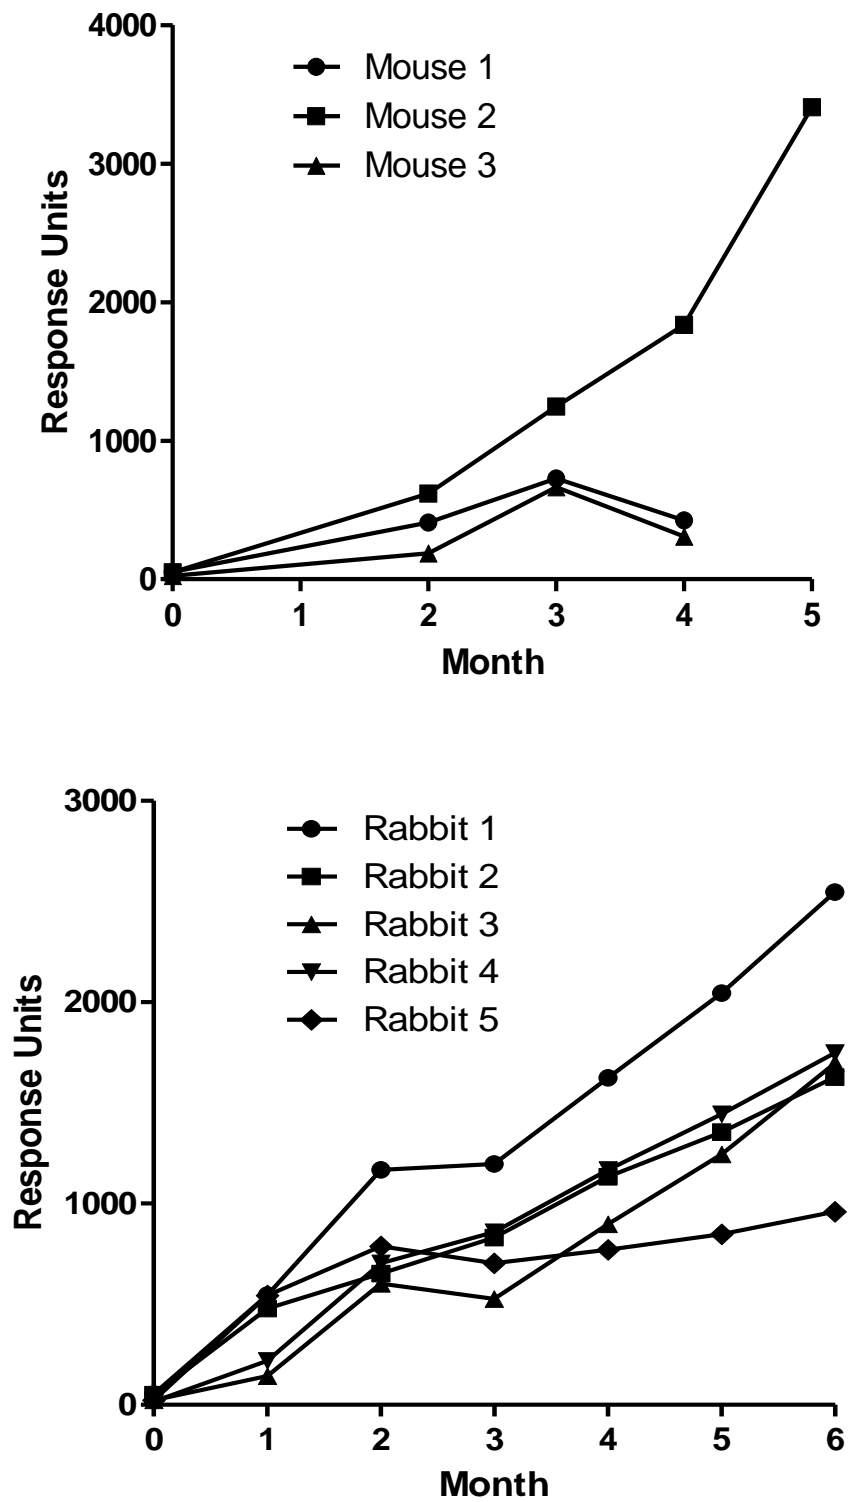 4000
Mouse 1
Mouse 2
Mouse 3
3000
2000
1000
0
Response Units
0 1 2 3 4 5
Month
3000
Rabbit 1
Rabbit 2
Rabbit 3
Rabbit 4
Rabbit 5
2000
1000
0
Response Units
0 1 2 3 4 5 6
Month